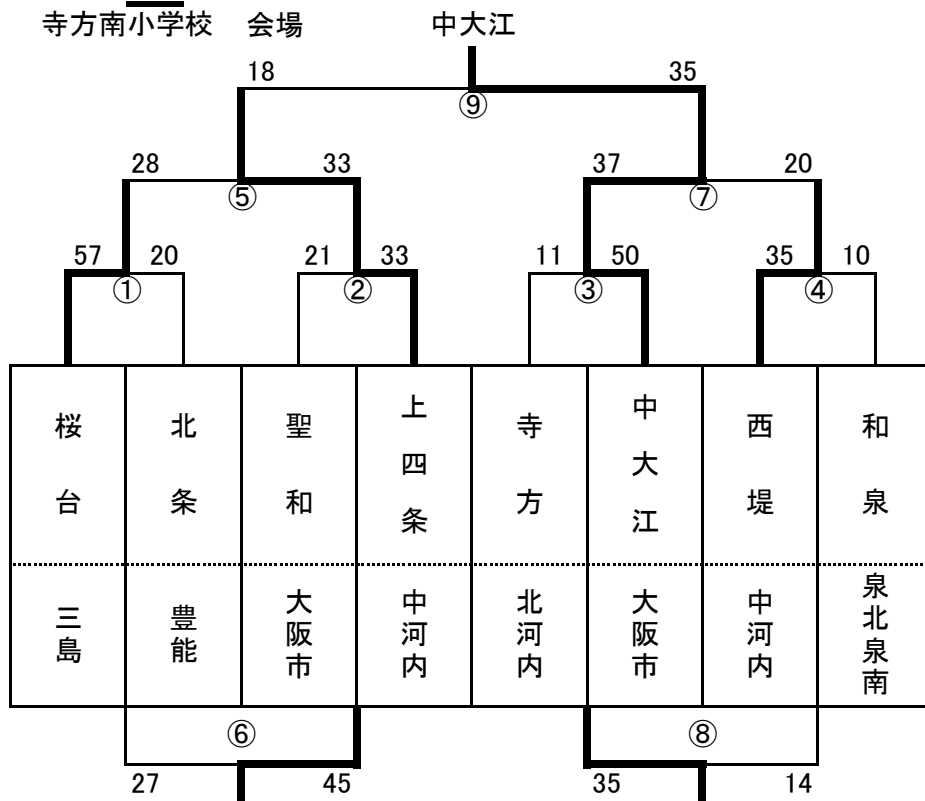 寺方南小学校 会場 中大江
18 35
⑨
28 33 37 20
⑤ ⑦
57 20 21 33 11 50 35 10
① ② ③ ④
桜台 北条 聖和 上四条 寺方 中大江 西堤 和泉
三島 豊能 大阪市 中河内 北河内 大阪市 中河内 泉北泉南
⑥ ⑧
27 45 35 14